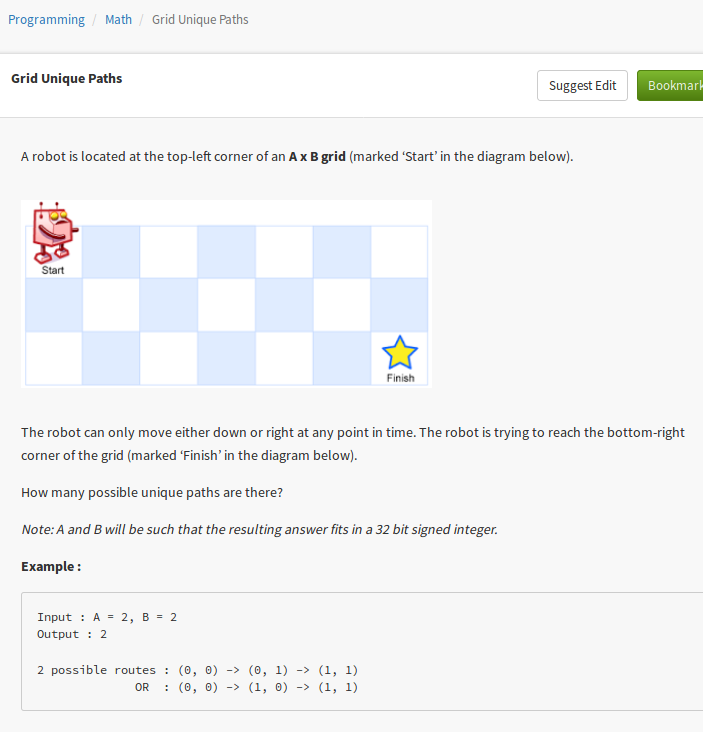 Programming / Math / Grid Unique Paths
Grid Unique Paths
Suggest Edit
Bookmark
A robot is located at the top-left corner of an A x B grid (marked ‘Start’ in the diagram below).
Start
Finish
The robot can only move either down or right at any point in time. The robot is trying to reach the bottom-right
corner of the grid (marked ‘Finish’ in the diagram below).
How many possible unique paths are there?
Note: A and B will be such that the resulting answer fits in a 32 bit signed integer.
Example :
Input : A = 2, B = 2
Output : 2
2 possible routes : (0, 0) -> (0, 1) -> (1, 1)
OR : (0, 0) -> (1, 0) -> (1, 1)